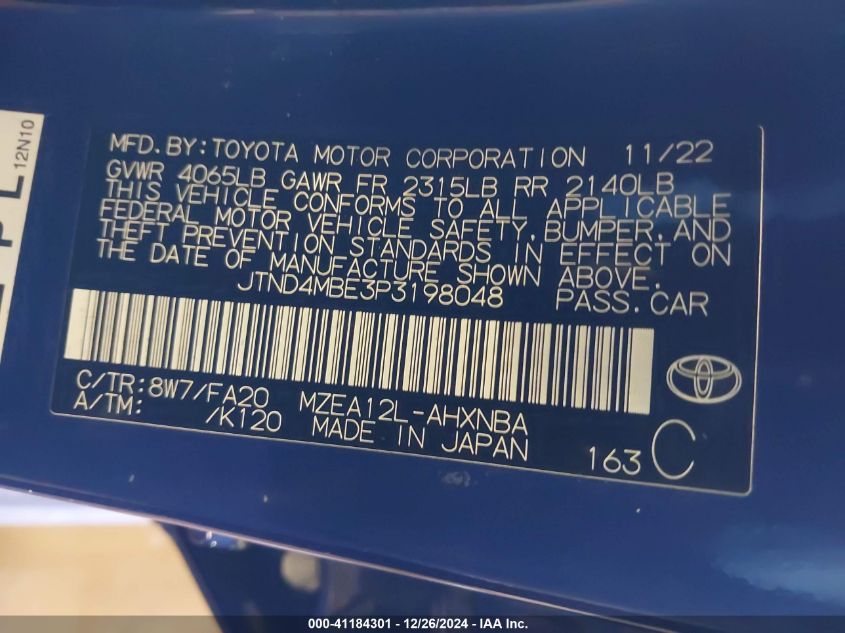 MFD. BY: TOYOTA MOTOR CORPORATION 11/22
GVWR 4065LB GAWR FR 2315LB RR 2140LB
THIS VEHICLE CONFORMS TO ALL APPLICABLE
FEDERAL MOTOR VEHICLE SAFETY, BUMPER, AND
THEFT PREVENTION STANDARDS IN EFFECT ON
THE DATE OF MANUFACTURE SHOWN ABOVE.
JTND4MBE3P3198048 PASS. CAR
C/TR: 8W7/FA20 MZEA12L-AHXNBA
A/TM: /K120 MADE IN JAPAN
163 C
PL 12N10
000-41184301 - 12/26/2024 - IAA Inc.